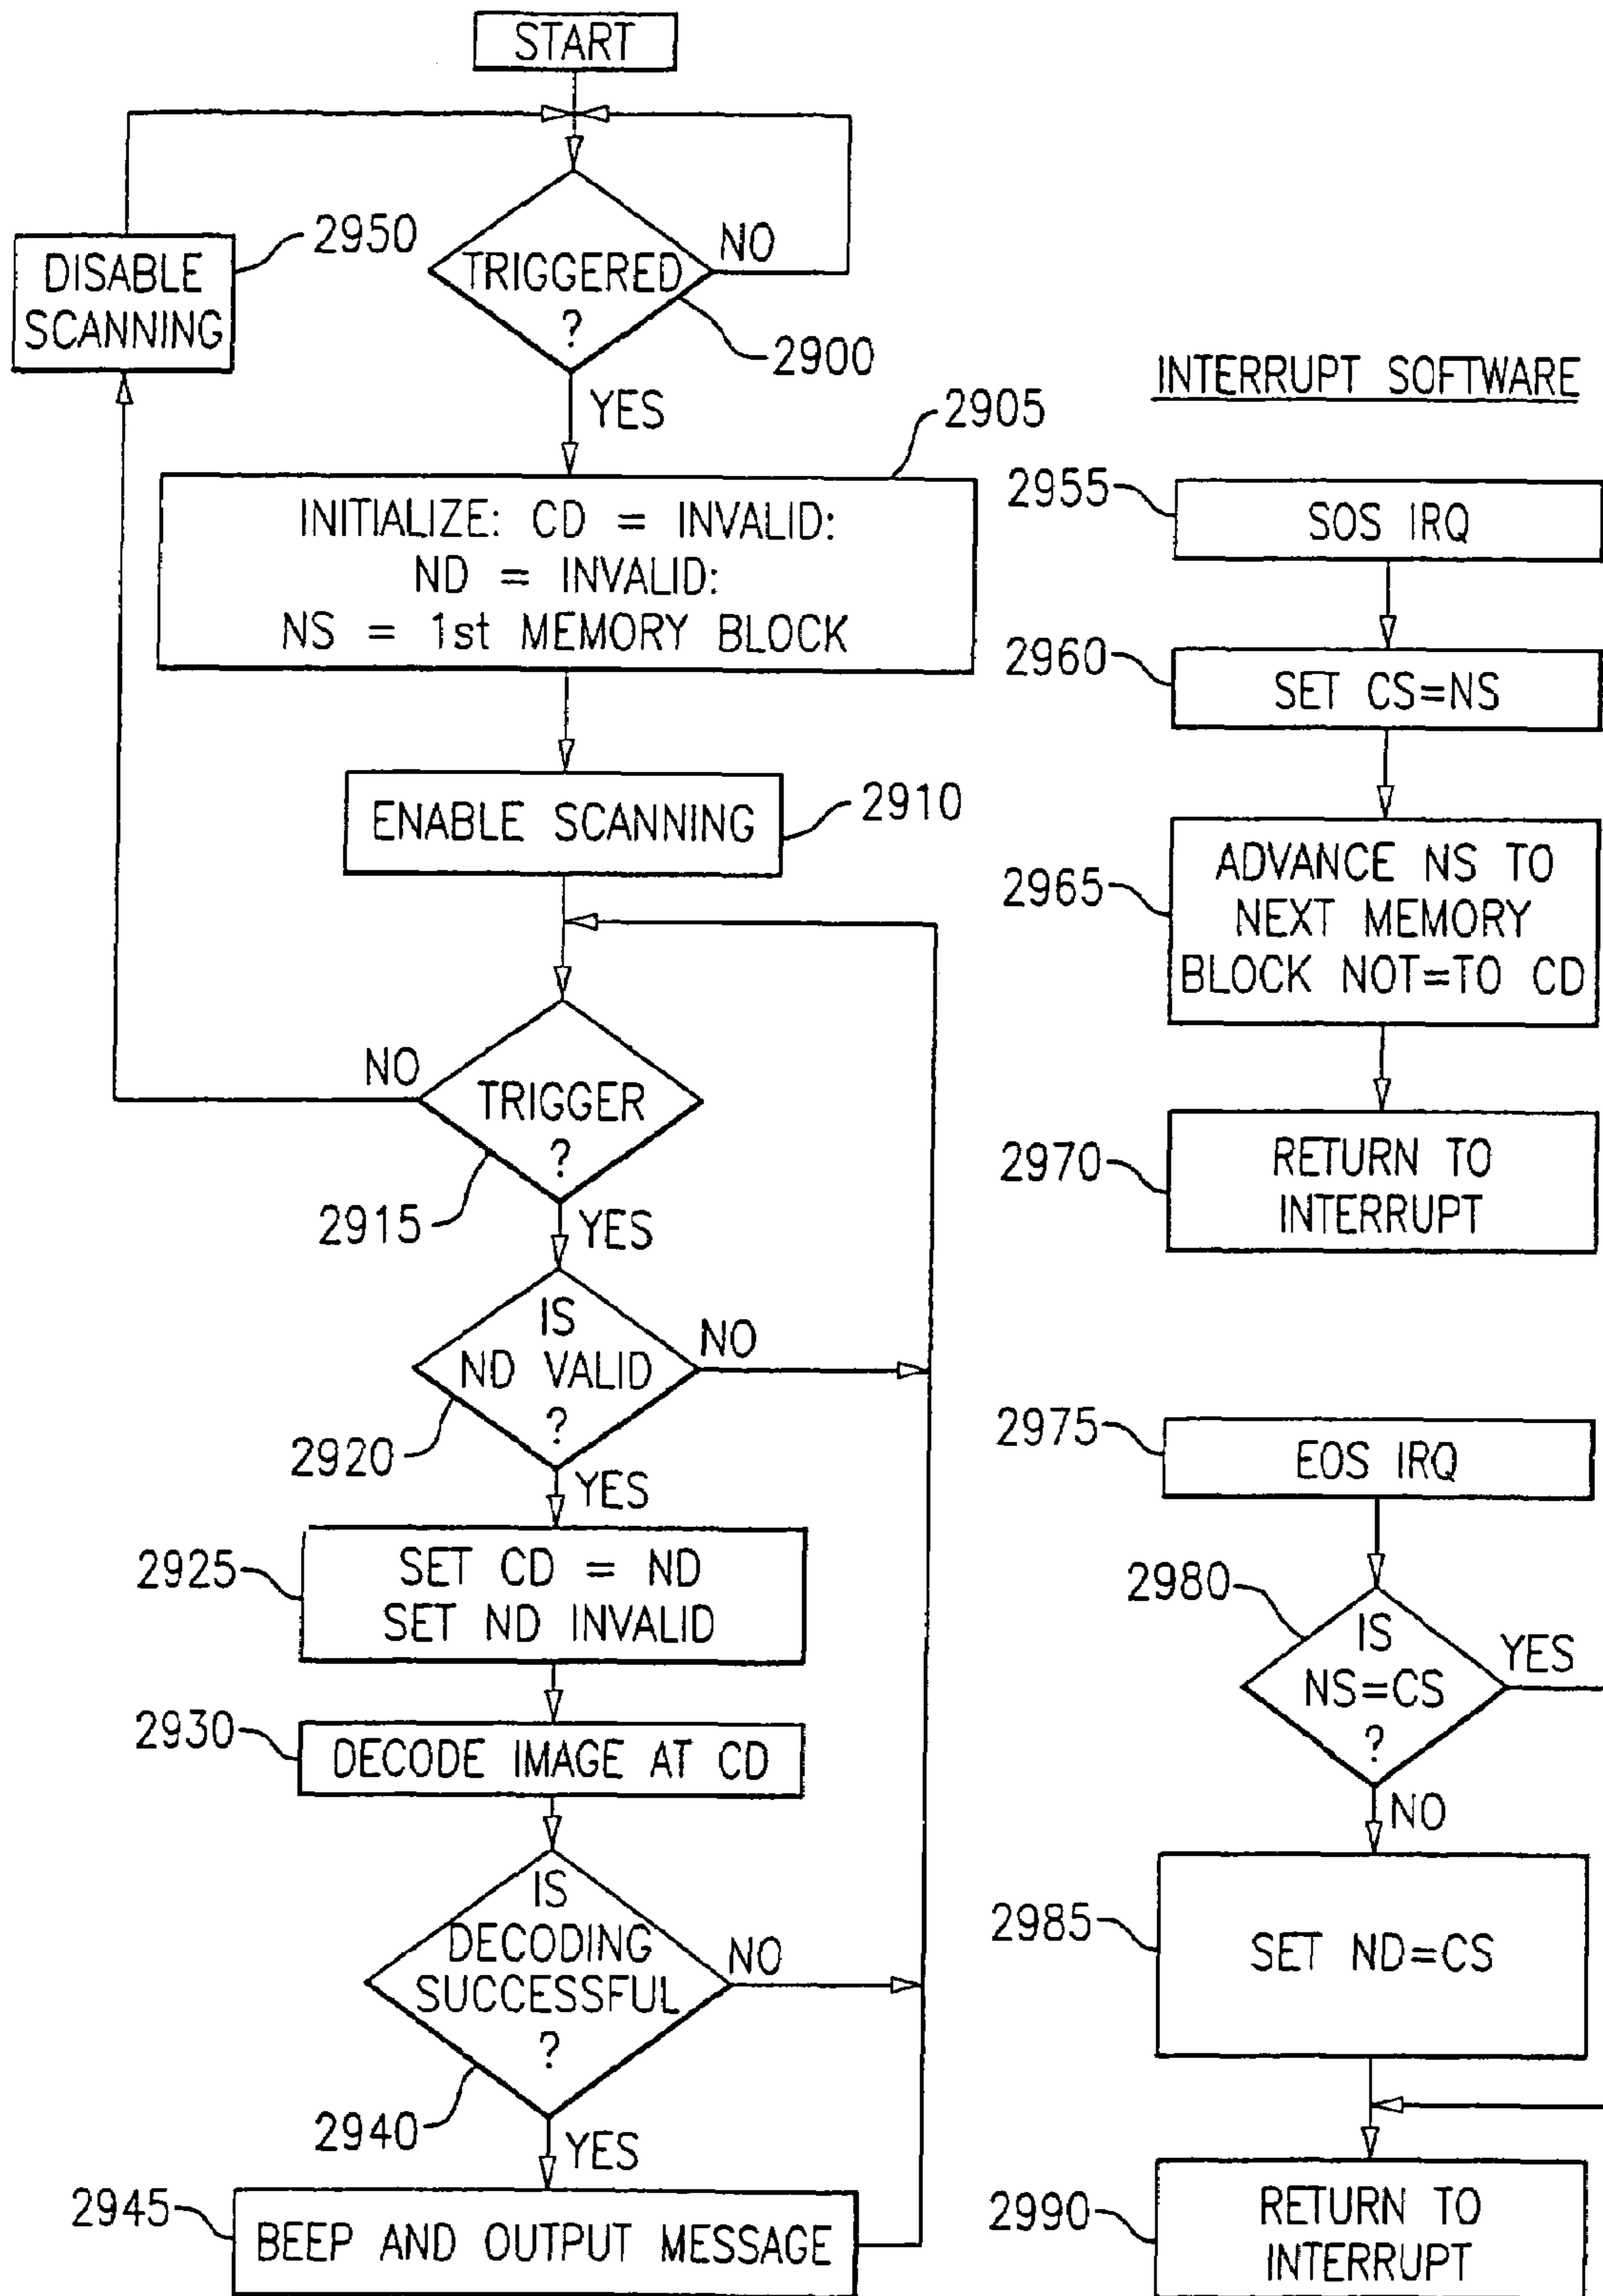 START
2950
DISABLE
SCANNING
TRIGGERED
?
NO
2900
YES
2905
INITIALIZE: CD = INVALID:
ND = INVALID:
NS = 1st MEMORY BLOCK
ENABLE SCANNING
2910
NO
TRIGGER
?
2915
YES
IS
ND VALID
?
NO
2920
YES
2925
SET CD = ND
SET ND INVALID
2930
DECODE IMAGE AT CD
IS
DECODING
SUCCESSFUL
?
NO
2940
YES
2945
BEEP AND OUTPUT MESSAGE
INTERRUPT SOFTWARE
2955
SOS IRQ
2960
SET CS=NS
2965
ADVANCE NS TO
NEXT MEMORY
BLOCK NOT=TO CD
2970
RETURN TO
INTERRUPT
2975
EOS IRQ
2980
IS
NS=CS
?
YES
NO
2985
SET ND=CS
2990
RETURN TO
INTERRUPT